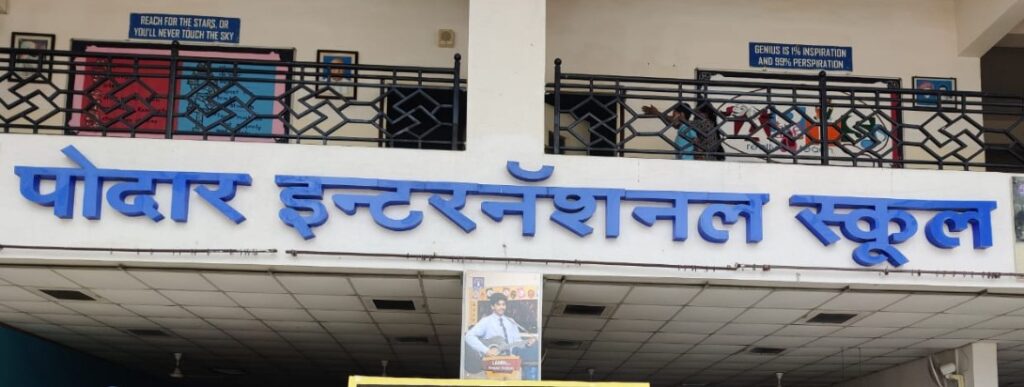 REACH FOR THE STARS, OR
YOU'LL NEVER TOUCH THE SKY
GENIUS IS 1% INSPIRATION
AND 99% PERSPIRATION
पोदार इन्टरनॅशनल स्कूल